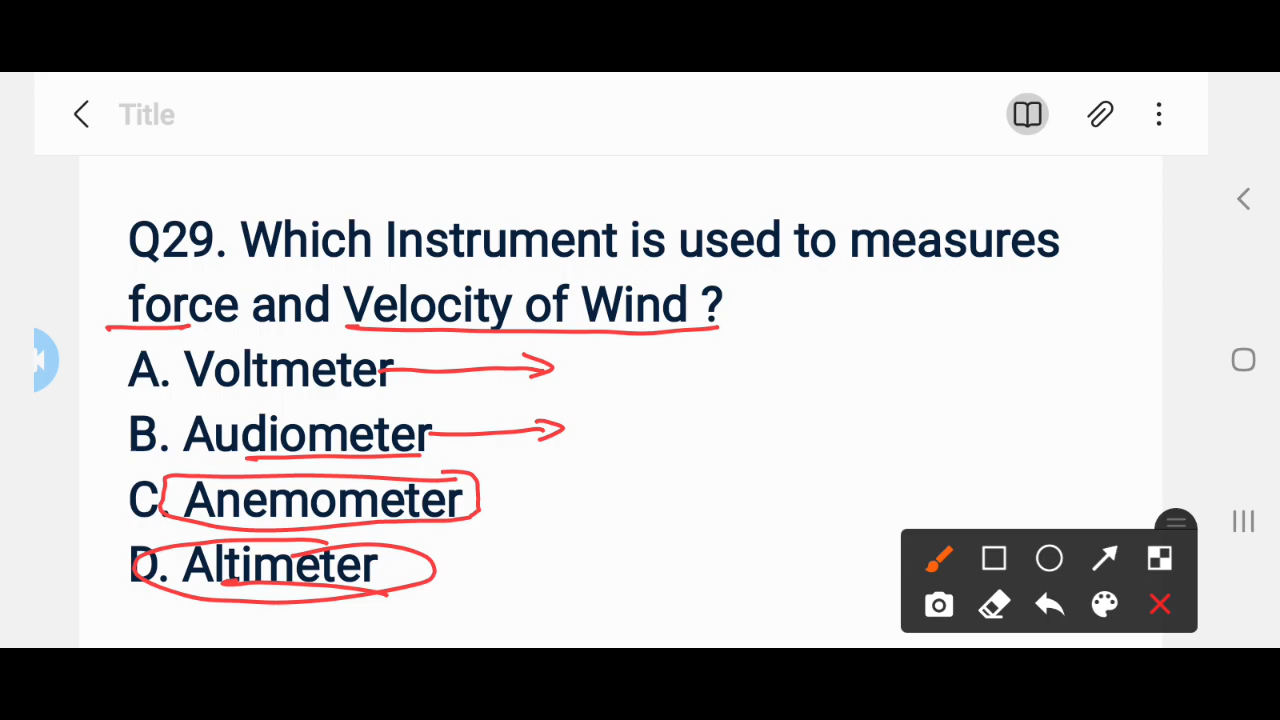 Title
Q29. Which Instrument is used to measures
force and Velocity of Wind ?
A. Voltmeter
B. Audiometer
C. Anemometer
D. Altimeter